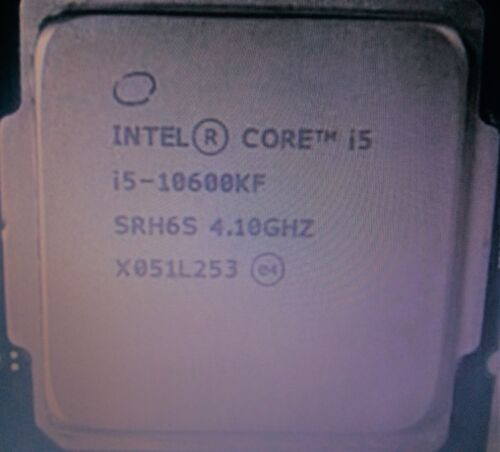 INTEL® CORE™ i5
i5-10600KF
SRH6S 4.10GHZ
X051L253 e4